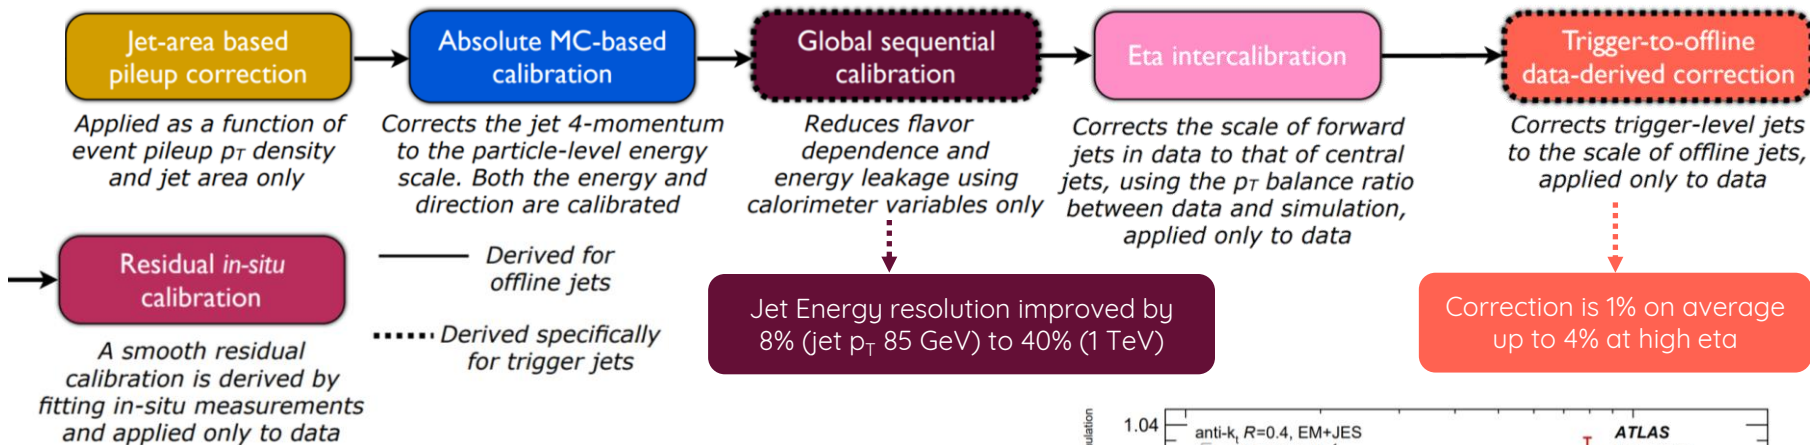 Jet-area based
pileup correction
Absolute MC-based
calibration
Global sequential
calibration
Eta intercalibration
Trigger-to-offline
data-derived correction
Applied as a function of
event pileup pT density
and jet area only
Corrects the jet 4-momentum
to the particle-level energy
scale. Both the energy and
direction are calibrated
Reduces flavor
dependence and
energy leakage using
calorimeter variables only
Corrects the scale of forward
jets in data to that of central
jets, using the pT balance ratio
between data and simulation,
applied only to data
Corrects trigger-level jets
to the scale of offline jets,
applied only to data
Residual in-situ
calibration
Derived for
offline jets
Derived specifically
for trigger jets
A smooth residual
calibration is derived by
fitting in-situ measurements
and applied only to data
Jet Energy resolution improved by
8% (jet pT 85 GeV) to 40% (1 TeV)
Correction is 1% on average
up to 4% at high eta
1.04
anti-kt R=0.4, EM+JES
ATLAS